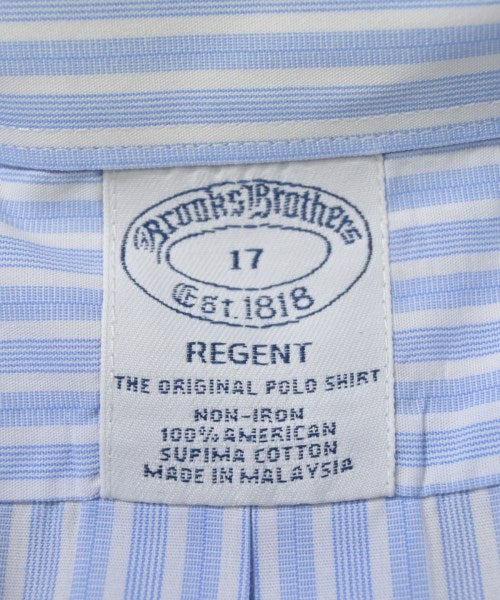 Brooks Brothers
17
Est. 1818
REGENT
THE ORIGINAL POLO SHIRT
NON-IRON
100% AMERICAN
SUPIMA COTTON
MADE IN MALAYSIA